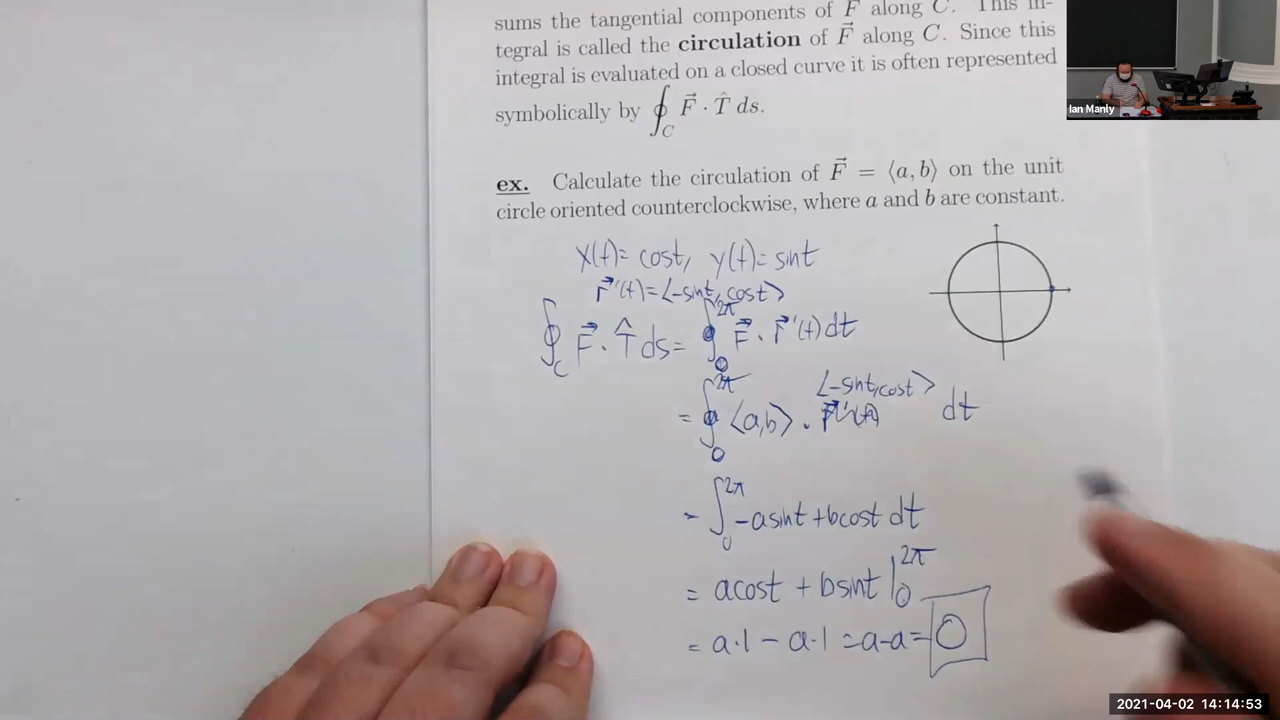 sums the tangential components of F along C. This in-
tegral is called the circulation of F⃗ along C. Since this
integral is evaluated on a closed curve it is often represented
symbolically by ∮_C F⃗ · T̂ ds.
Ian Manly
ex. Calculate the circulation of F⃗ = ⟨a, b⟩ on the unit
circle oriented counterclockwise, where a and b are constant.
x(t)= cost, y(t)= sint
r⃗'(t)=<-sint, cost>
∮_C F⃗ · T̂ ds = ∫_0^2π F⃗ · r⃗'(t) dt
<-sint, cost>
= ∫_0^2π <a,b> · dt
= ∫_0^2π -asint + bcost dt
= acost + bsint |_0^2π
= a·1 - a·1 = a-a = 0
2021-04-02 14:14:53